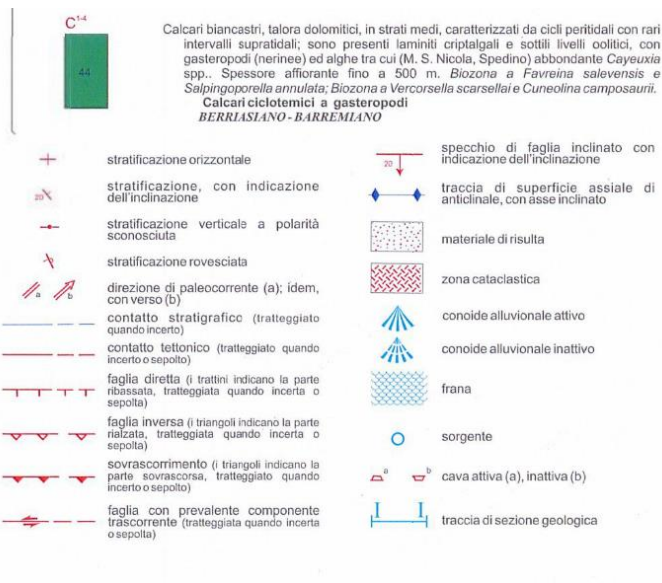 C1-4
44
Calcari biancastri, talora dolomitici, in strati medi, caratterizzati da cicli peritidali con rari
intervalli supratidali; sono presenti laminiti criptalgali e sottili livelli oolitici, con
gasteropodi (nerinee) ed alghe tra cui (M. S. Nicola, Spedino) abbondante Cayeuxia
spp.. Spessore affiorante fino a 500 m. Biozona a Favreina salevensis e
Salpingoporella annulata; Biozona a Vercorsella scarsellai e Cuneolina camposaurii.
Calcari ciclotemici a gasteropodi
BERRIASIANO - BARREMIANO
stratificazione orizzontale
20
stratificazione, con indicazione
dell'inclinazione
stratificazione verticale a polarità
sconosciuta
stratificazione rovesciata
a
b
direzione di paleocorrente (a); idem,
con verso (b)
contatto stratigrafico (tratteggiato
quando incerto)
contatto tettonico (tratteggiato quando
incerto o sepolto)
faglia diretta (i trattini indicano la parte
ribassata, tratteggiata quando incerta o
sepolta)
faglia inversa (i triangoli indicano la parte
rialzata, tratteggiata quando incerta o
sepolta)
sovrascorrimento (i triangoli indicano la
parte sovrascorsa, tratteggiato quando
incerto o sepolto)
faglia con prevalente componente
trascorrente (tratteggiata quando incerta
o sepolta)
20
specchio di faglia inclinato con
indicazione dell'inclinazione
traccia di superficie assiale di
anticlinale, con asse inclinato
materiale di risulta
zona cataclastica
conoide alluvionale attivo
conoide alluvionale inattivo
frana
sorgente
a
b
cava attiva (a), inattiva (b)
I I
traccia di sezione geologica